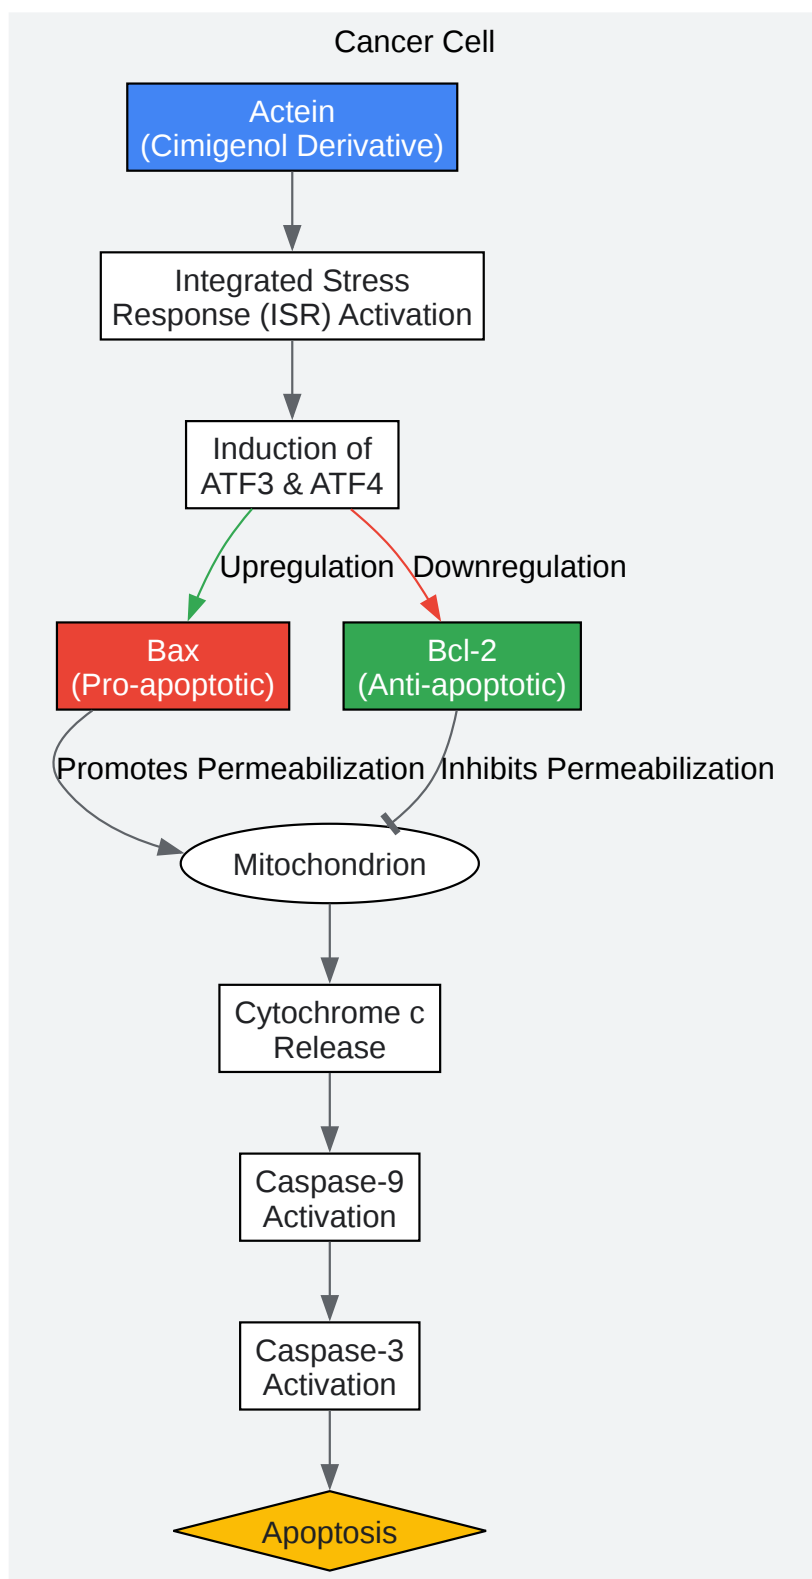 Cancer Cell
Actein
(Cimigenol Derivative)
Integrated Stress
Response (ISR) Activation
Induction of
ATF3 & ATF4
Upregulation
Downregulation
Bax
(Pro-apoptotic)
Bcl-2
(Anti-apoptotic)
Promotes Permeabilization
Inhibits Permeabilization
Mitochondrion
Cytochrome c
Release
Caspase-9
Activation
Caspase-3
Activation
Apoptosis